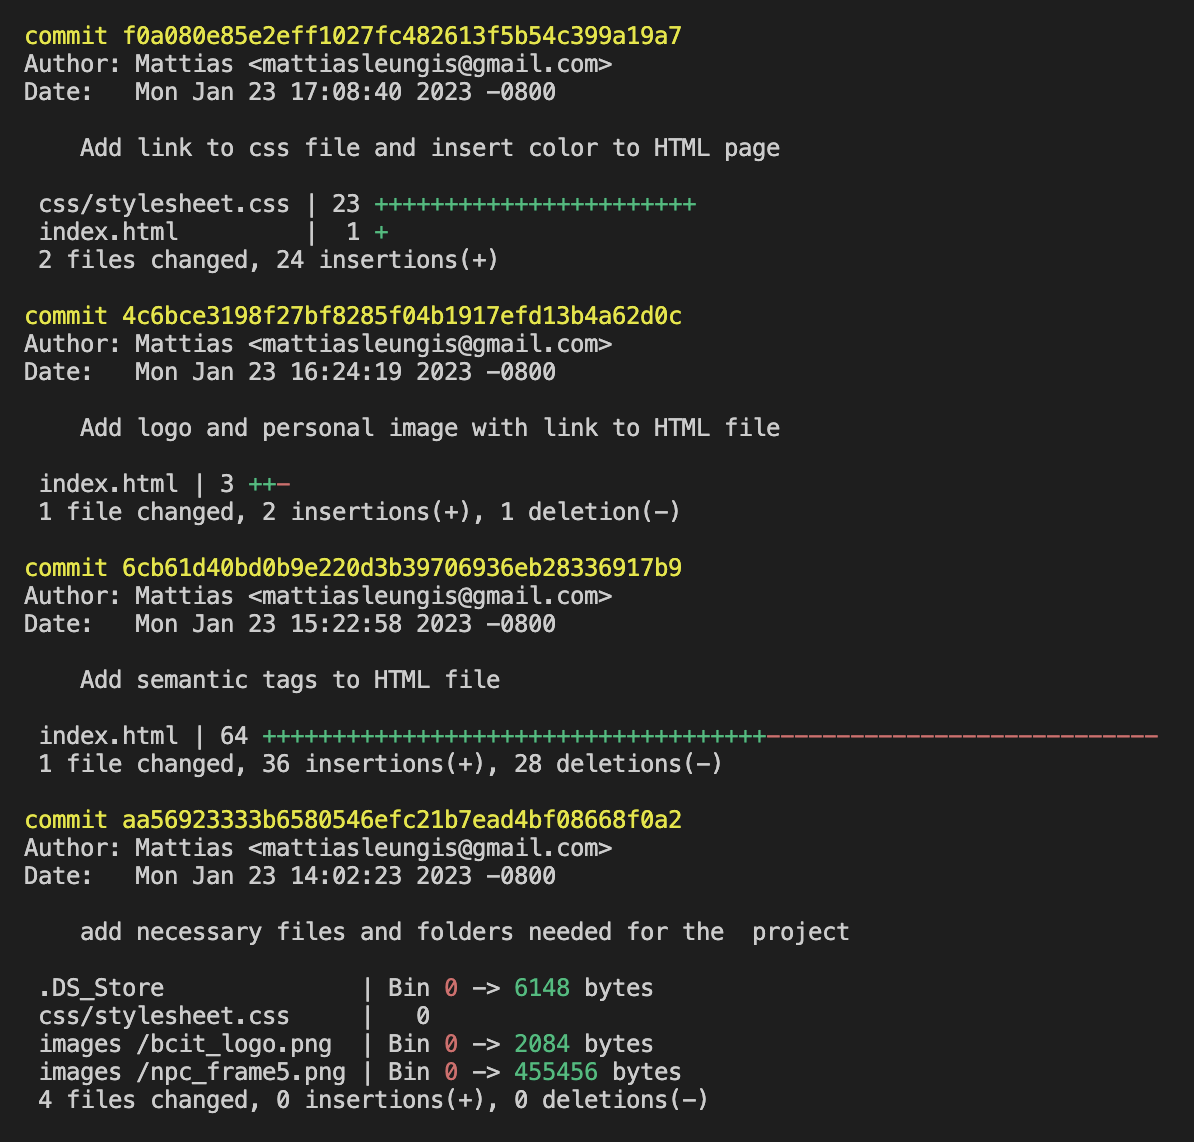 commit f0a080e85e2eff1027fc482613f5b54c399a19a7
Author: Mattias <mattiasleungis@gmail.com>
Date:   Mon Jan 23 17:08:40 2023 -0800
    Add link to css file and insert color to HTML page
 css/stylesheet.css | 23 +++++++++++++++++++++++
 index.html         |  1 +
 2 files changed, 24 insertions(+)
commit 4c6bce3198f27bf8285f04b1917efd13b4a62d0c
Author: Mattias <mattiasleungis@gmail.com>
Date:   Mon Jan 23 16:24:19 2023 -0800
    Add logo and personal image with link to HTML file
 index.html | 3 ++-
 1 file changed, 2 insertions(+), 1 deletion(-)
commit 6cb61d40bd0b9e220d3b39706936eb28336917b9
Author: Mattias <mattiasleungis@gmail.com>
Date:   Mon Jan 23 15:22:58 2023 -0800
    Add semantic tags to HTML file
 index.html | 64 ++++++++++++++++++++++++++++++++++++----------------------------
 1 file changed, 36 insertions(+), 28 deletions(-)
commit aa56923333b6580546efc21b7ead4bf08668f0a2
Author: Mattias <mattiasleungis@gmail.com>
Date:   Mon Jan 23 14:02:23 2023 -0800
    add necessary files and folders needed for the  project
 .DS_Store              | Bin 0 -> 6148 bytes
 css/stylesheet.css     |   0
 images /bcit_logo.png  | Bin 0 -> 2084 bytes
 images /npc_frame5.png | Bin 0 -> 455456 bytes
 4 files changed, 0 insertions(+), 0 deletions(-)